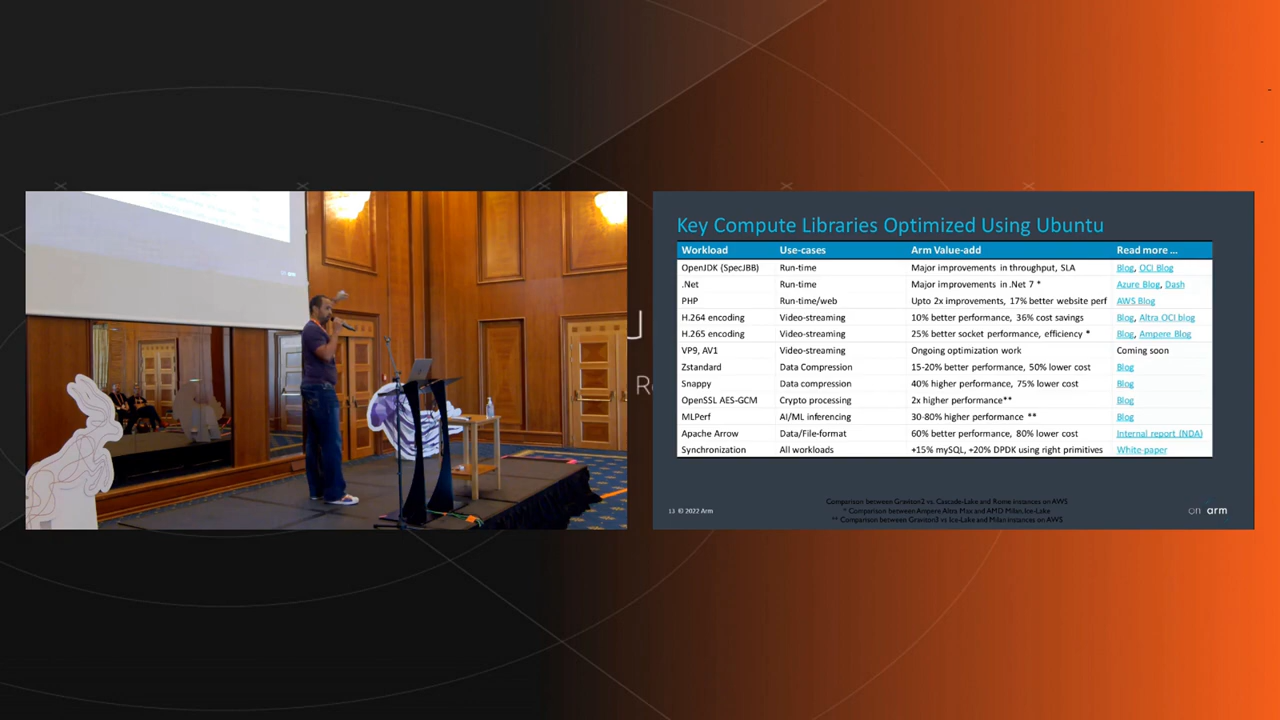 J
R
Key Compute Libraries Optimized Using Ubuntu
Workload Use-cases Arm Value-add Read more ...
OpenJDK (SpecJBB) Run-time Major improvements in throughput, SLA Blog, OCI Blog
.Net Run-time Major improvements in .Net 7 * Azure Blog, Dash
PHP Run-time/web Upto 2x improvements, 17% better website perf AWS Blog
H.264 encoding Video-streaming 10% better performance, 36% cost savings Blog, Altra OCI blog
H.265 encoding Video-streaming 25% better socket performance, efficiency * Blog, Ampere Blog
VP9, AV1 Video-streaming Ongoing optimization work Coming soon
Zstandard Data Compression 15-20% better performance, 50% lower cost Blog
Snappy Data compression 40% higher performance, 75% lower cost Blog
OpenSSL AES-GCM Crypto processing 2x higher performance** Blog
MLPerf AI/ML inferencing 30-80% higher performance ** Blog
Apache Arrow Data/File-format 60% better performance, 80% lower cost Internal report (NDA)
Synchronization All workloads +15% mySQL, +20% DPDK using right primitives White-paper
Comparison between Graviton2 vs. Cascade-Lake and Rome instances on AWS
* Comparison between Ampere Altra Max and AMD Milan, Ice-Lake
** Comparison between Graviton3 vs Ice-Lake and Milan instances on AWS
13 © 2022 Arm
on arm